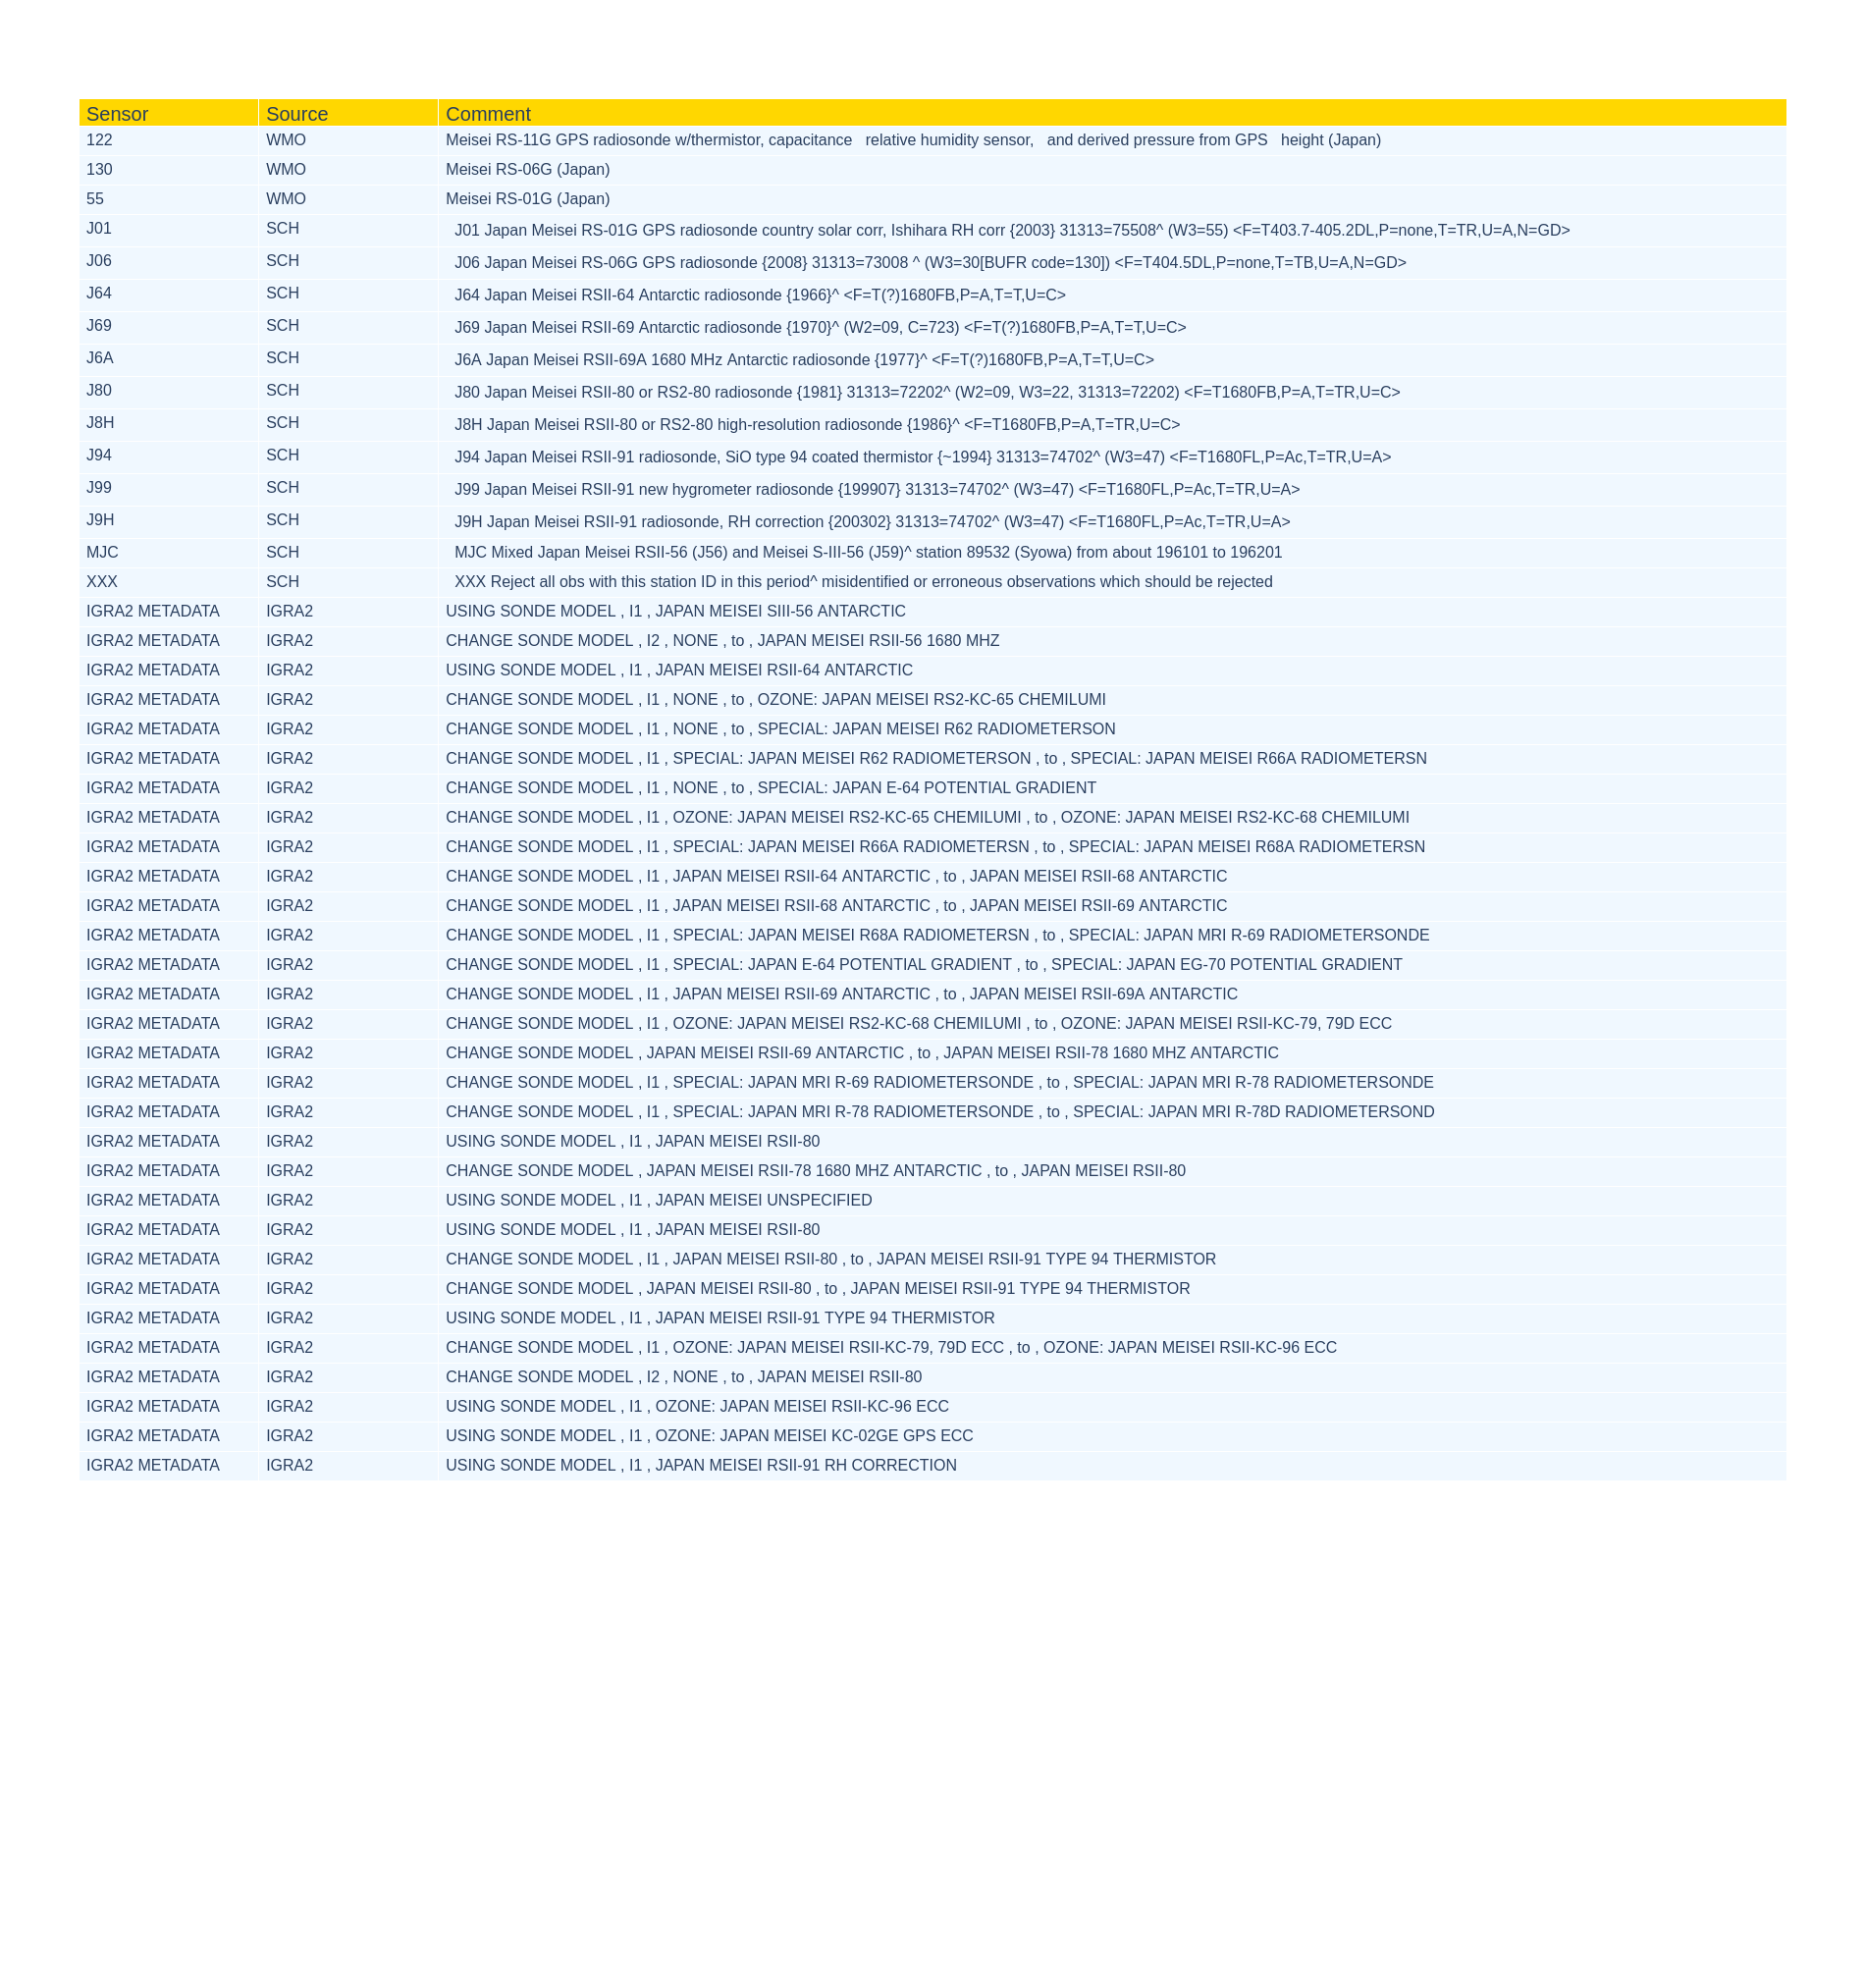 Sensor Source Comment
122 WMO Meisei RS-11G GPS radiosonde w/thermistor, capacitance relative humidity sensor, and derived pressure from GPS height (Japan)
130 WMO Meisei RS-06G (Japan)
55 WMO Meisei RS-01G (Japan)
J01 SCH J01 Japan Meisei RS-01G GPS radiosonde country solar corr, Ishihara RH corr {2003} 31313=75508^ (W3=55) <F=T403.7-405.2DL,P=none,T=TR,U=A,N=GD>
J06 SCH J06 Japan Meisei RS-06G GPS radiosonde {2008} 31313=73008 ^ (W3=30[BUFR code=130]) <F=T404.5DL,P=none,T=TB,U=A,N=GD>
J64 SCH J64 Japan Meisei RSII-64 Antarctic radiosonde {1966}^ <F=T(?)1680FB,P=A,T=T,U=C>
J69 SCH J69 Japan Meisei RSII-69 Antarctic radiosonde {1970}^ (W2=09, C=723) <F=T(?)1680FB,P=A,T=T,U=C>
J6A SCH J6A Japan Meisei RSII-69A 1680 MHz Antarctic radiosonde {1977}^ <F=T(?)1680FB,P=A,T=T,U=C>
J80 SCH J80 Japan Meisei RSII-80 or RS2-80 radiosonde {1981} 31313=72202^ (W2=09, W3=22, 31313=72202) <F=T1680FB,P=A,T=TR,U=C>
J8H SCH J8H Japan Meisei RSII-80 or RS2-80 high-resolution radiosonde {1986}^ <F=T1680FB,P=A,T=TR,U=C>
J94 SCH J94 Japan Meisei RSII-91 radiosonde, SiO type 94 coated thermistor {~1994} 31313=74702^ (W3=47) <F=T1680FL,P=Ac,T=TR,U=A>
J99 SCH J99 Japan Meisei RSII-91 new hygrometer radiosonde {199907} 31313=74702^ (W3=47) <F=T1680FL,P=Ac,T=TR,U=A>
J9H SCH J9H Japan Meisei RSII-91 radiosonde, RH correction {200302} 31313=74702^ (W3=47) <F=T1680FL,P=Ac,T=TR,U=A>
MJC SCH MJC Mixed Japan Meisei RSII-56 (J56) and Meisei S-III-56 (J59)^ station 89532 (Syowa) from about 196101 to 196201
XXX SCH XXX Reject all obs with this station ID in this period^ misidentified or erroneous observations which should be rejected
IGRA2 METADATA IGRA2 USING SONDE MODEL , I1 , JAPAN MEISEI SIII-56 ANTARCTIC
IGRA2 METADATA IGRA2 CHANGE SONDE MODEL , I2 , NONE , to , JAPAN MEISEI RSII-56 1680 MHZ
IGRA2 METADATA IGRA2 USING SONDE MODEL , I1 , JAPAN MEISEI RSII-64 ANTARCTIC
IGRA2 METADATA IGRA2 CHANGE SONDE MODEL , I1 , NONE , to , OZONE: JAPAN MEISEI RS2-KC-65 CHEMILUMI
IGRA2 METADATA IGRA2 CHANGE SONDE MODEL , I1 , NONE , to , SPECIAL: JAPAN MEISEI R62 RADIOMETERSON
IGRA2 METADATA IGRA2 CHANGE SONDE MODEL , I1 , SPECIAL: JAPAN MEISEI R62 RADIOMETERSON , to , SPECIAL: JAPAN MEISEI R66A RADIOMETERSN
IGRA2 METADATA IGRA2 CHANGE SONDE MODEL , I1 , NONE , to , SPECIAL: JAPAN E-64 POTENTIAL GRADIENT
IGRA2 METADATA IGRA2 CHANGE SONDE MODEL , I1 , OZONE: JAPAN MEISEI RS2-KC-65 CHEMILUMI , to , OZONE: JAPAN MEISEI RS2-KC-68 CHEMILUMI
IGRA2 METADATA IGRA2 CHANGE SONDE MODEL , I1 , SPECIAL: JAPAN MEISEI R66A RADIOMETERSN , to , SPECIAL: JAPAN MEISEI R68A RADIOMETERSN
IGRA2 METADATA IGRA2 CHANGE SONDE MODEL , I1 , JAPAN MEISEI RSII-64 ANTARCTIC , to , JAPAN MEISEI RSII-68 ANTARCTIC
IGRA2 METADATA IGRA2 CHANGE SONDE MODEL , I1 , JAPAN MEISEI RSII-68 ANTARCTIC , to , JAPAN MEISEI RSII-69 ANTARCTIC
IGRA2 METADATA IGRA2 CHANGE SONDE MODEL , I1 , SPECIAL: JAPAN MEISEI R68A RADIOMETERSN , to , SPECIAL: JAPAN MRI R-69 RADIOMETERSONDE
IGRA2 METADATA IGRA2 CHANGE SONDE MODEL , I1 , SPECIAL: JAPAN E-64 POTENTIAL GRADIENT , to , SPECIAL: JAPAN EG-70 POTENTIAL GRADIENT
IGRA2 METADATA IGRA2 CHANGE SONDE MODEL , I1 , JAPAN MEISEI RSII-69 ANTARCTIC , to , JAPAN MEISEI RSII-69A ANTARCTIC
IGRA2 METADATA IGRA2 CHANGE SONDE MODEL , I1 , OZONE: JAPAN MEISEI RS2-KC-68 CHEMILUMI , to , OZONE: JAPAN MEISEI RSII-KC-79, 79D ECC
IGRA2 METADATA IGRA2 CHANGE SONDE MODEL , JAPAN MEISEI RSII-69 ANTARCTIC , to , JAPAN MEISEI RSII-78 1680 MHZ ANTARCTIC
IGRA2 METADATA IGRA2 CHANGE SONDE MODEL , I1 , SPECIAL: JAPAN MRI R-69 RADIOMETERSONDE , to , SPECIAL: JAPAN MRI R-78 RADIOMETERSONDE
IGRA2 METADATA IGRA2 CHANGE SONDE MODEL , I1 , SPECIAL: JAPAN MRI R-78 RADIOMETERSONDE , to , SPECIAL: JAPAN MRI R-78D RADIOMETERSOND
IGRA2 METADATA IGRA2 USING SONDE MODEL , I1 , JAPAN MEISEI RSII-80
IGRA2 METADATA IGRA2 CHANGE SONDE MODEL , JAPAN MEISEI RSII-78 1680 MHZ ANTARCTIC , to , JAPAN MEISEI RSII-80
IGRA2 METADATA IGRA2 USING SONDE MODEL , I1 , JAPAN MEISEI UNSPECIFIED
IGRA2 METADATA IGRA2 USING SONDE MODEL , I1 , JAPAN MEISEI RSII-80
IGRA2 METADATA IGRA2 CHANGE SONDE MODEL , I1 , JAPAN MEISEI RSII-80 , to , JAPAN MEISEI RSII-91 TYPE 94 THERMISTOR
IGRA2 METADATA IGRA2 CHANGE SONDE MODEL , JAPAN MEISEI RSII-80 , to , JAPAN MEISEI RSII-91 TYPE 94 THERMISTOR
IGRA2 METADATA IGRA2 USING SONDE MODEL , I1 , JAPAN MEISEI RSII-91 TYPE 94 THERMISTOR
IGRA2 METADATA IGRA2 CHANGE SONDE MODEL , I1 , OZONE: JAPAN MEISEI RSII-KC-79, 79D ECC , to , OZONE: JAPAN MEISEI RSII-KC-96 ECC
IGRA2 METADATA IGRA2 CHANGE SONDE MODEL , I2 , NONE , to , JAPAN MEISEI RSII-80
IGRA2 METADATA IGRA2 USING SONDE MODEL , I1 , OZONE: JAPAN MEISEI RSII-KC-96 ECC
IGRA2 METADATA IGRA2 USING SONDE MODEL , I1 , OZONE: JAPAN MEISEI KC-02GE GPS ECC
IGRA2 METADATA IGRA2 USING SONDE MODEL , I1 , JAPAN MEISEI RSII-91 RH CORRECTION